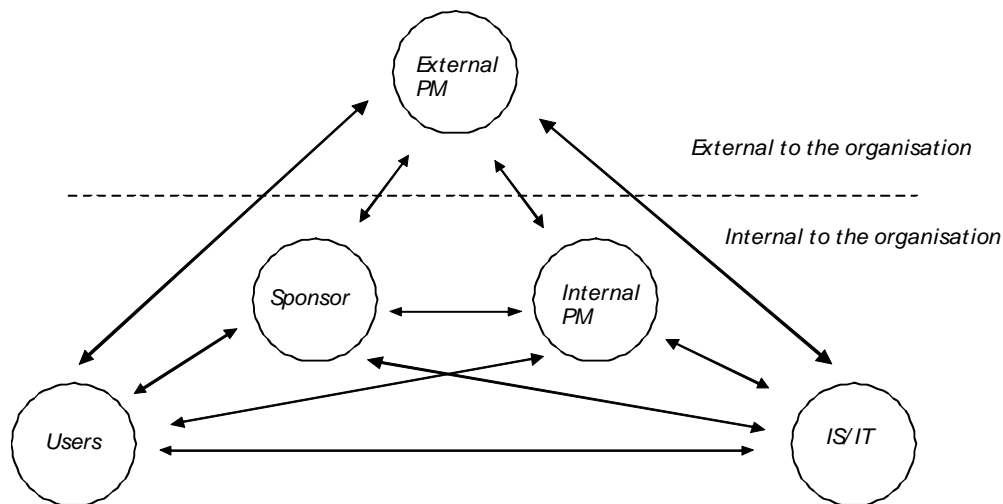 External
PM
External to the organisation
Internal to the organisation
Sponsor
Internal
PM
Users
IS/IT